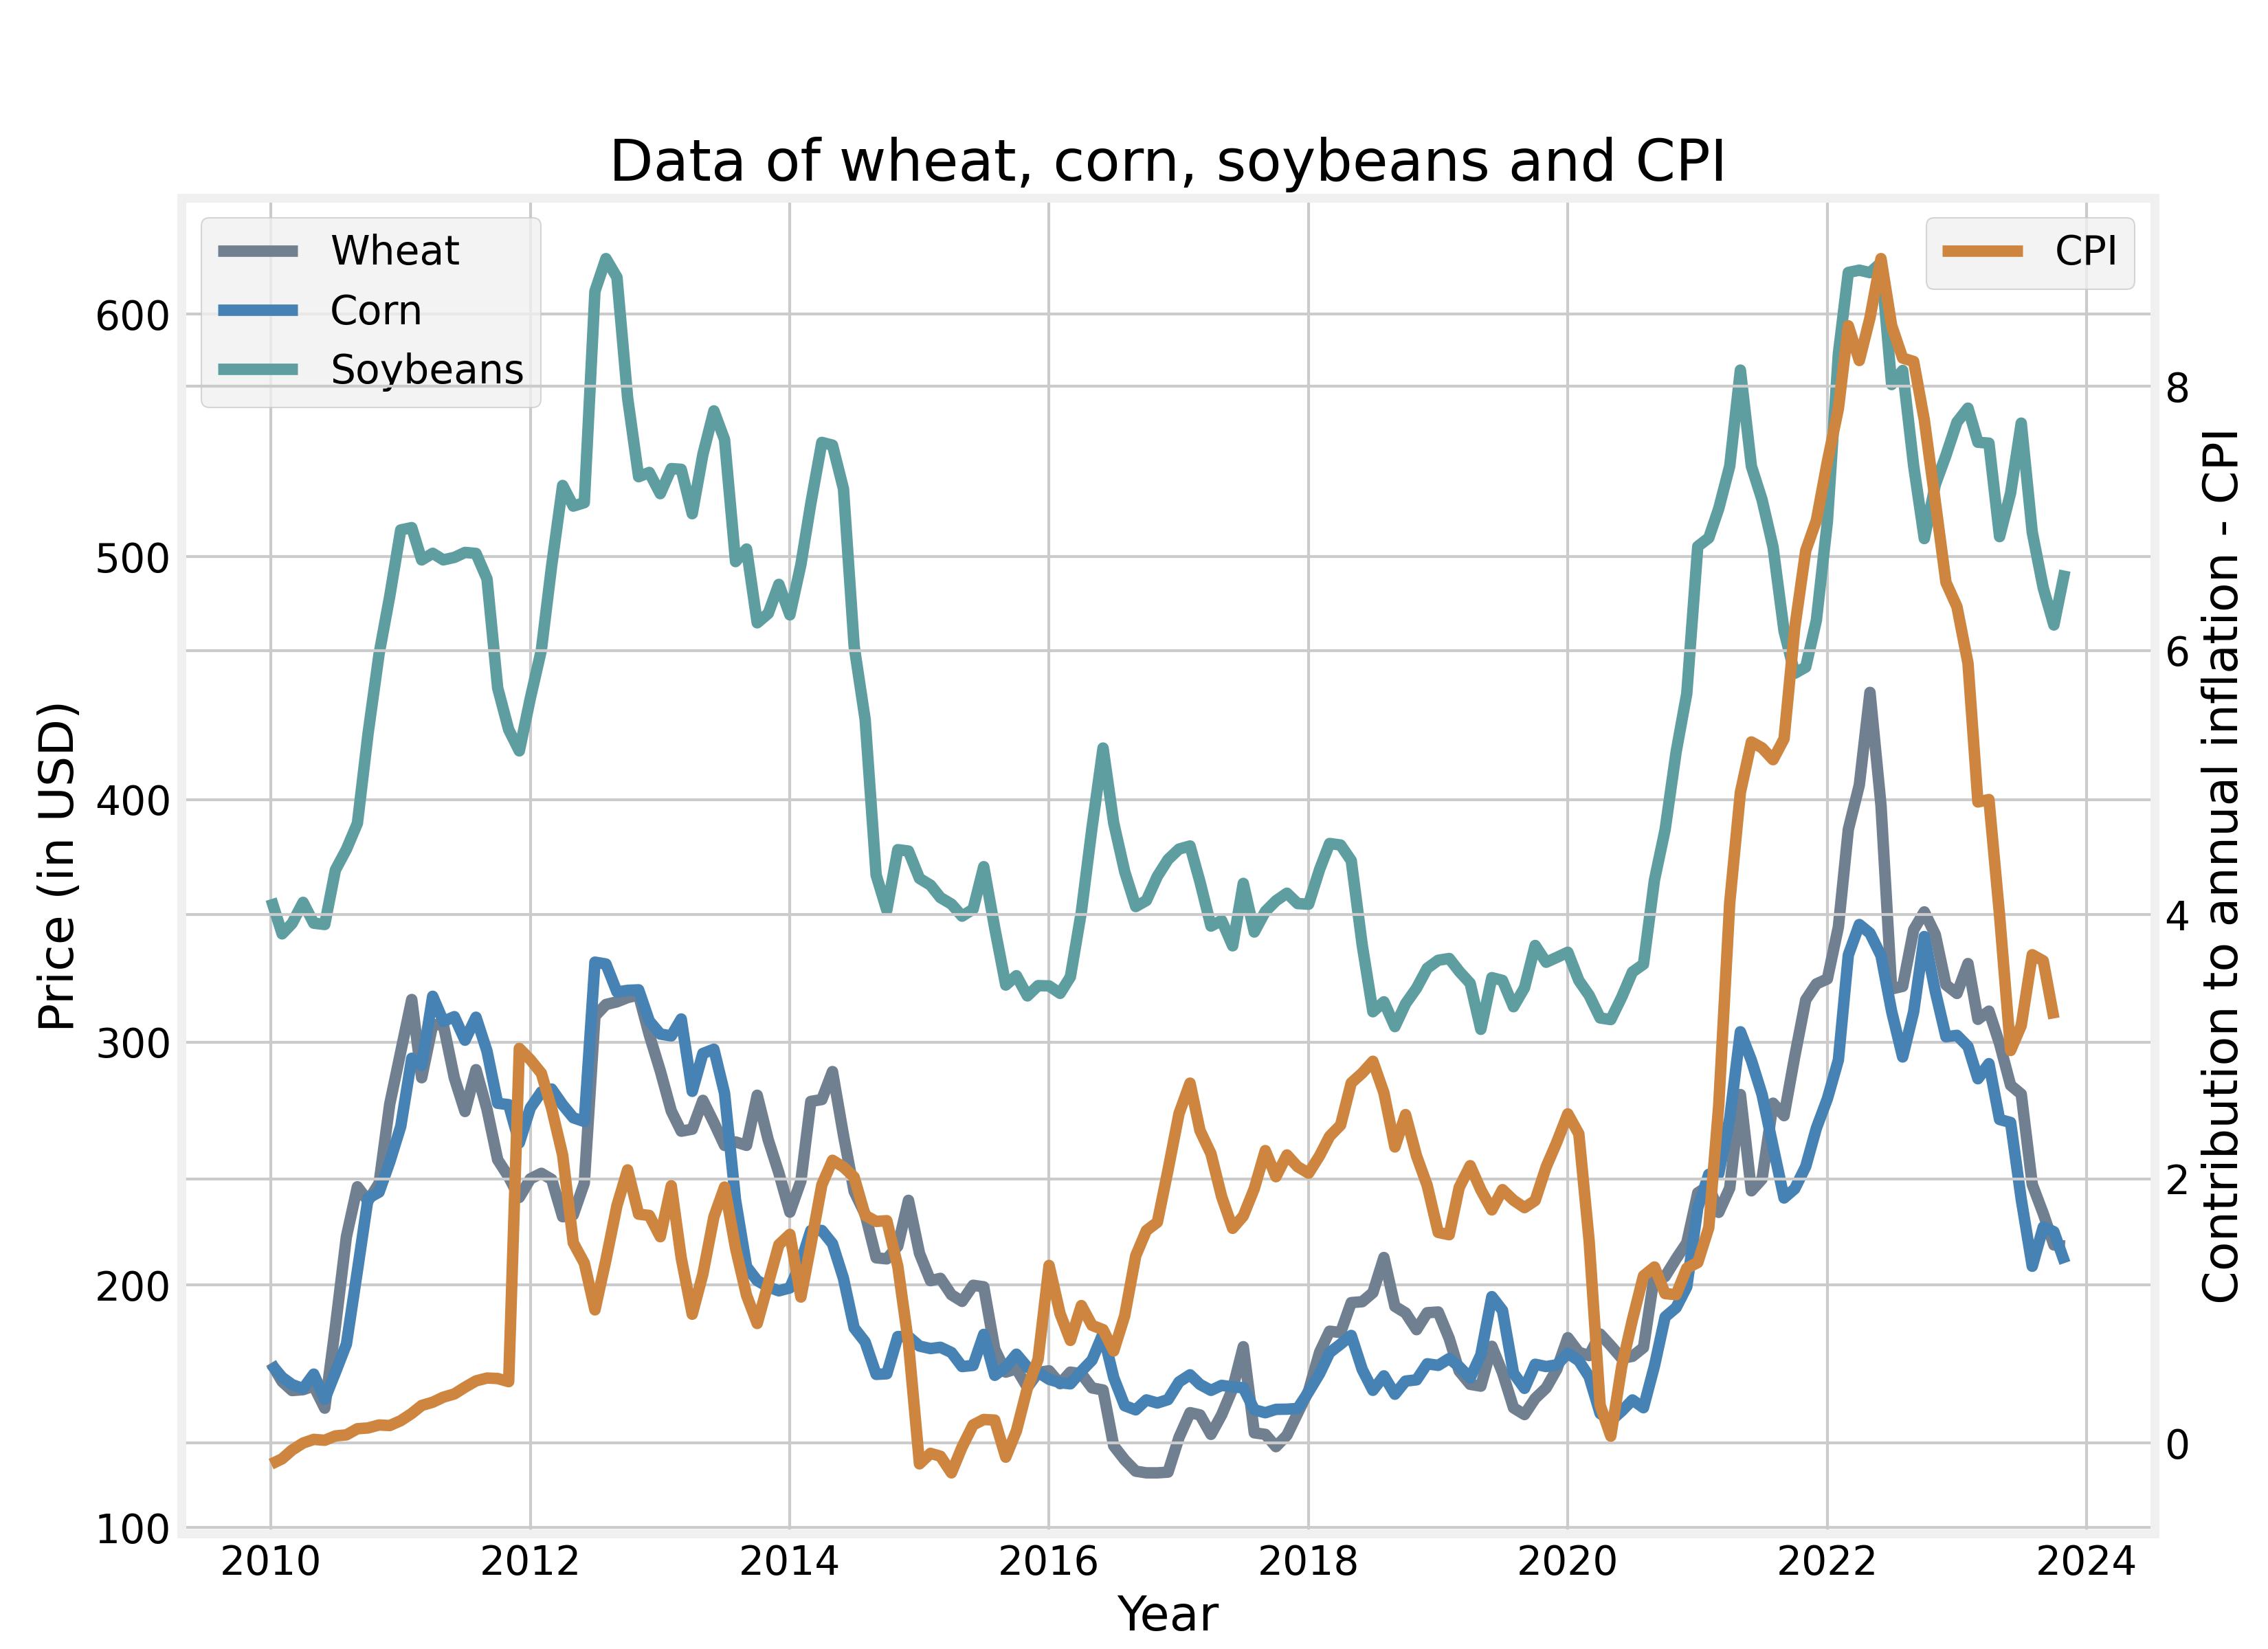 Data of wheat, corn, soybeans and CPI
Wheat
Corn
Soybeans
CPI
600
500
400
300
200
100
Price (in USD)
8
6
4
2
0
Contribution to annual inflation - CPI
2010 2012 2014 2016 2018 2020 2022 2024
Year